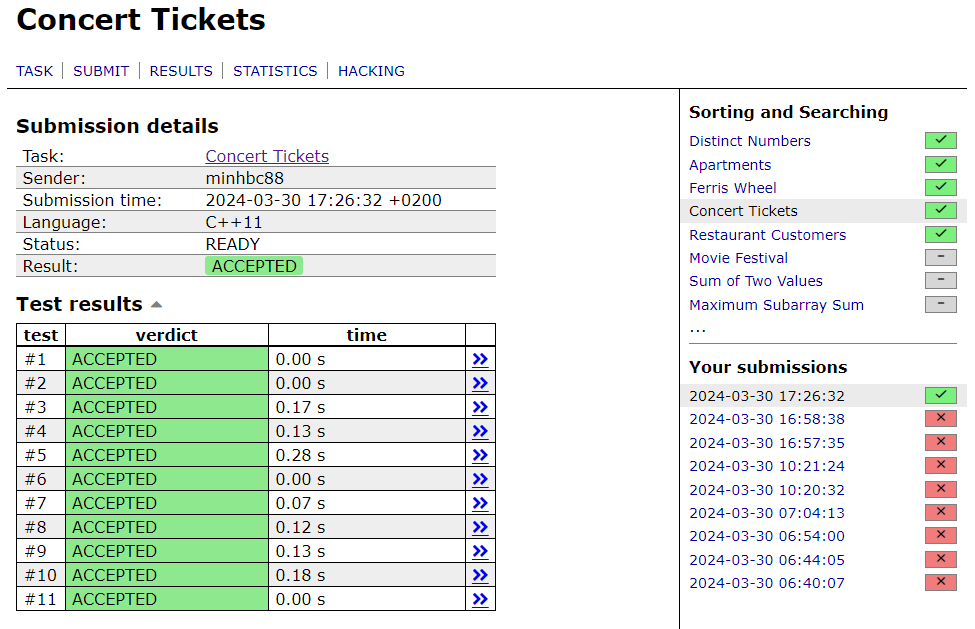 Concert Tickets
TASK | SUBMIT | RESULTS | STATISTICS | HACKING
Submission details
Task: Concert Tickets
Sender: minhbc88
Submission time: 2024-03-30 17:26:32 +0200
Language: C++11
Status: READY
Result: ACCEPTED
Test results
test verdict time
#1 ACCEPTED 0.00 s »
#2 ACCEPTED 0.00 s »
#3 ACCEPTED 0.17 s »
#4 ACCEPTED 0.13 s »
#5 ACCEPTED 0.28 s »
#6 ACCEPTED 0.00 s »
#7 ACCEPTED 0.07 s »
#8 ACCEPTED 0.12 s »
#9 ACCEPTED 0.13 s »
#10 ACCEPTED 0.18 s »
#11 ACCEPTED 0.00 s »
Sorting and Searching
Distinct Numbers
Apartments
Ferris Wheel
Concert Tickets
Restaurant Customers
Movie Festival -
Sum of Two Values -
Maximum Subarray Sum -
...
Your submissions
2024-03-30 17:26:32
2024-03-30 16:58:38
2024-03-30 16:57:35
2024-03-30 10:21:24
2024-03-30 10:20:32
2024-03-30 07:04:13
2024-03-30 06:54:00
2024-03-30 06:44:05
2024-03-30 06:40:07